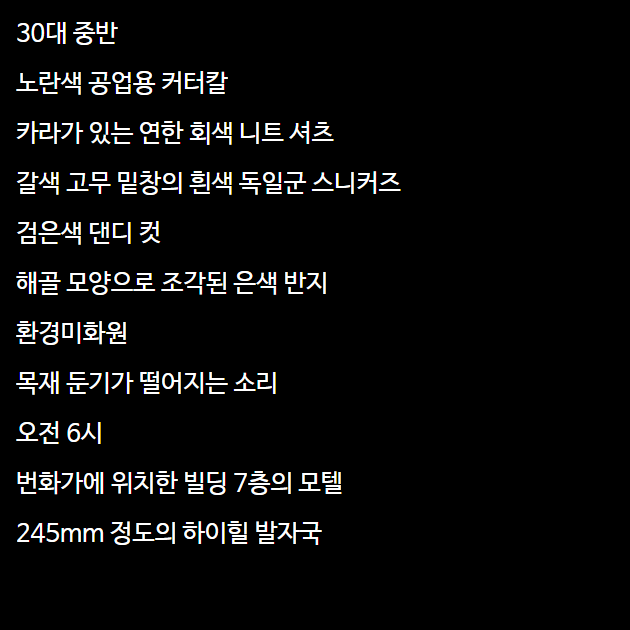 30대 중반
노란색 공업용 커터칼
카라가 있는 연한 회색 니트 셔츠
갈색 고무 밑창의 흰색 독일군 스니커즈
검은색 댄디 컷
해골 모양으로 조각된 은색 반지
환경미화원
목재 둔기가 떨어지는 소리
오전 6시
번화가에 위치한 빌딩 7층의 모텔
245mm 정도의 하이힐 발자국